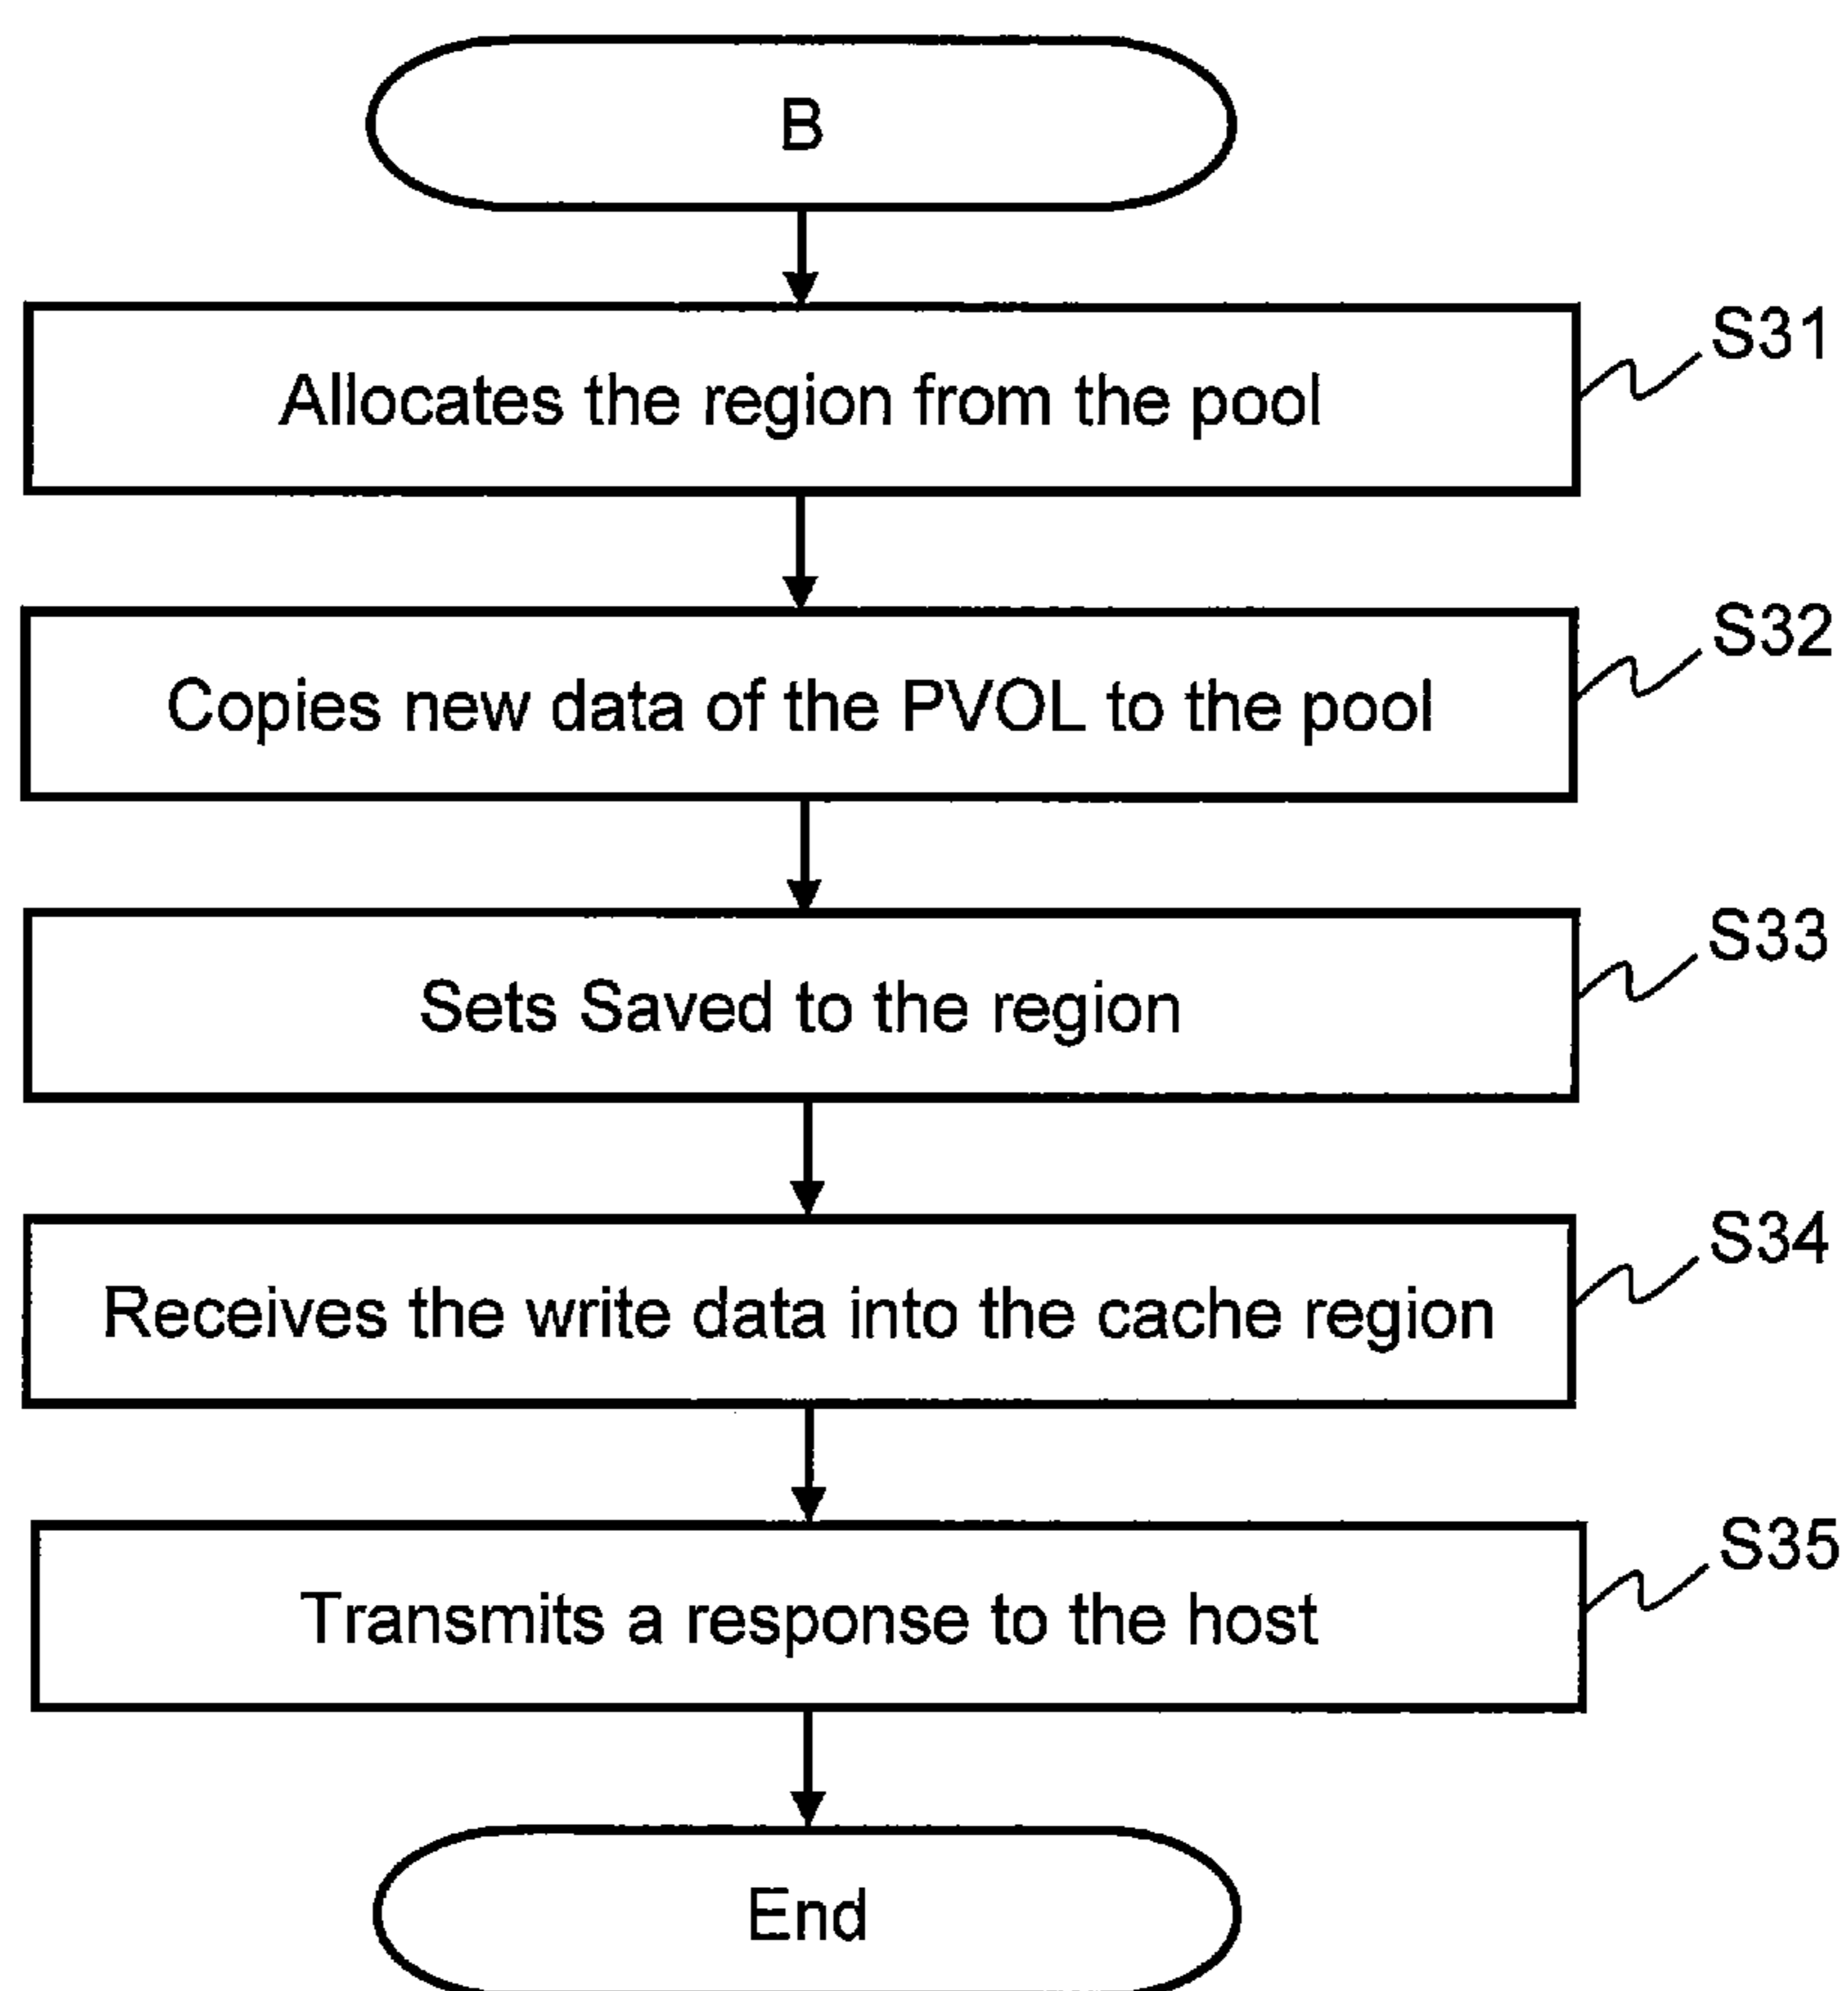 B
S31
Allocates the region from the pool
S32
Copies new data of the PVOL to the pool
S33
Sets Saved to the region
S34
Receives the write data into the cache region
S35
Transmits a response to the host
End